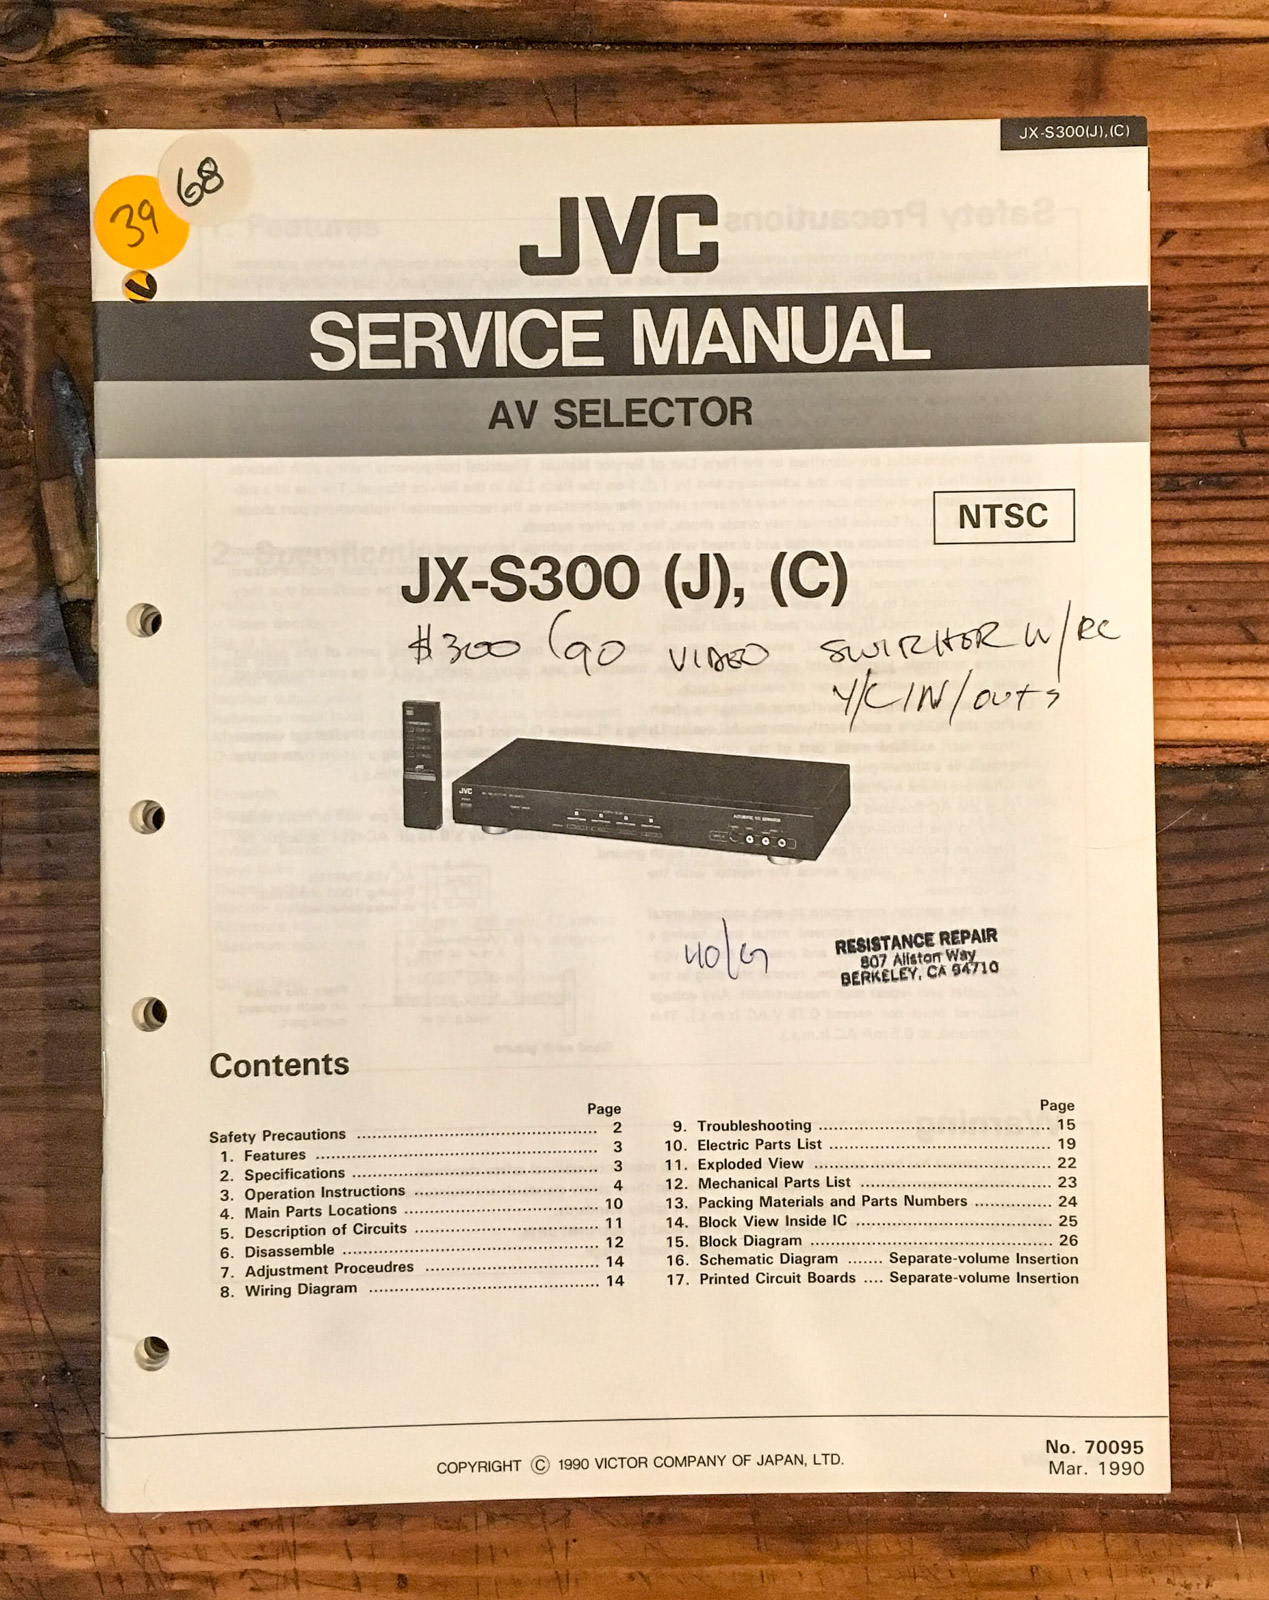 JX-S300(J),(C)
68
39
JVC
SERVICE MANUAL
AV SELECTOR
NTSC
JX-S300 (J), (C)
$300 (90 VIDEO SWITCHER W/RC
Y/C IN/OUTS
JVC
RESISTANCE REPAIR
807 Allston Way
BERKELEY, CA 94710
Contents
Page
Safety Precautions .......... 2
1. Features .......... 3
2. Specifications .......... 3
3. Operation Instructions .......... 4
4. Main Parts Locations .......... 10
5. Description of Circuits .......... 11
6. Disassemble .......... 12
7. Adjustment Proceudres .......... 14
8. Wiring Diagram .......... 14
Page
9. Troubleshooting .......... 15
10. Electric Parts List .......... 19
11. Exploded View .......... 22
12. Mechanical Parts List .......... 23
13. Packing Materials and Parts Numbers .......... 24
14. Block View Inside IC .......... 25
15. Block Diagram .......... 26
16. Schematic Diagram ....... Separate-volume Insertion
17. Printed Circuit Boards .... Separate-volume Insertion
COPYRIGHT © 1990 VICTOR COMPANY OF JAPAN, LTD.
No. 70095
Mar. 1990